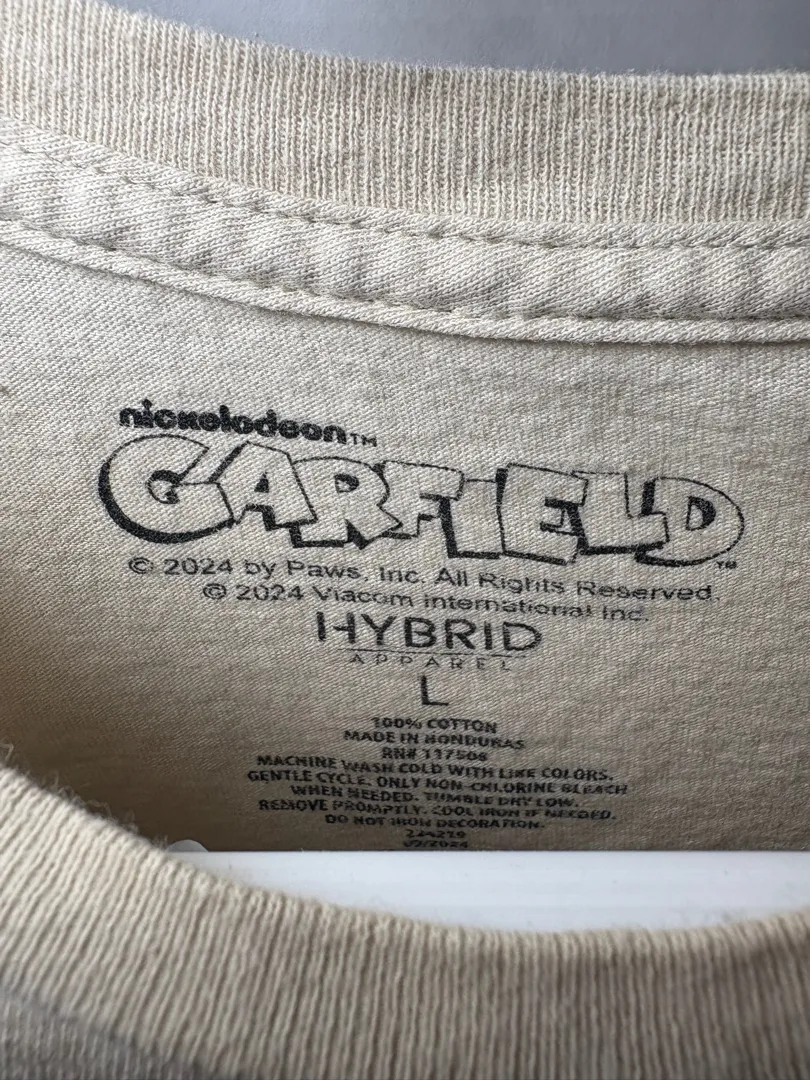 nickelodeon™
GARFIELD™
© 2024 by Paws, Inc. All Rights Reserved.
© 2024 Viacom International Inc.
HYBRID
APPAREL
L
100% COTTON
MADE IN HONDURAS
RN# 117508
MACHINE WASH COLD WITH LIKE COLORS.
GENTLE CYCLE. ONLY NON-CHLORINE BLEACH
WHEN NEEDED. TUMBLE DRY LOW.
REMOVE PROMPTLY. COOL IRON IF NEEDED.
DO NOT IRON DECORATION.